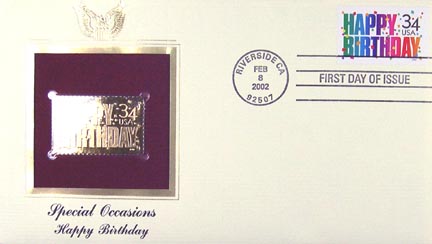 HAPPY 34
USA
BIRTHDAY
RIVERSIDE CA
FEB
8
2002
92507
FIRST DAY OF ISSUE
HAPPY 34
USA
BIRTHDAY
Special Occasions
Happy Birthday